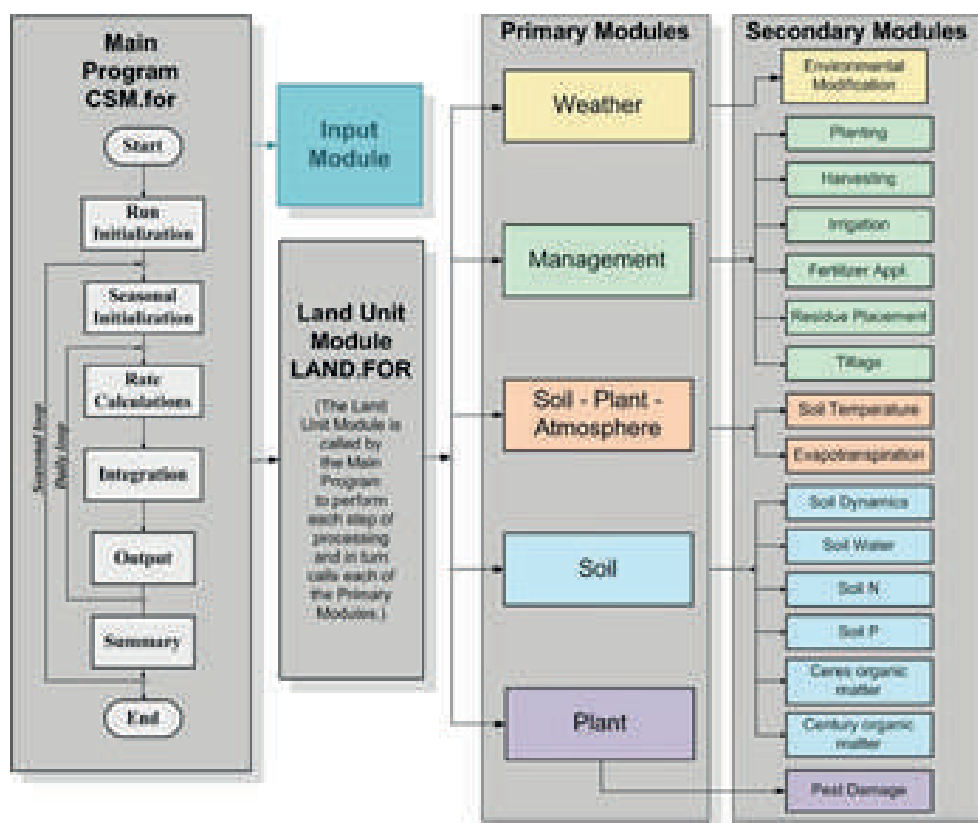 Main
Program
CSM.for
Start
Run
Initialization
Seasonal
Initialization
Rate
Calculations
Integration
Output
Summary
End
Seasonal loop
Daily loop
Input
Module
Land Unit
Module
LAND.FOR
(The Land
Unit Module is
called by
the Main
Program
to perform
each step of
processing
and in turn
calls each of
the Primary
Modules.)
Primary Modules
Weather
Management
Soil - Plant -
Atmosphere
Soil
Plant
Secondary Modules
Environmental
Modification
Planting
Harvesting
Irrigation
Fertilizer Appl.
Residue Placement
Tillage
Soil Temperature
Evapotranspiration
Soil Dynamics
Soil Water
Soil N
Soil P
Ceres organic
matter
Century organic
matter
Pest Damage